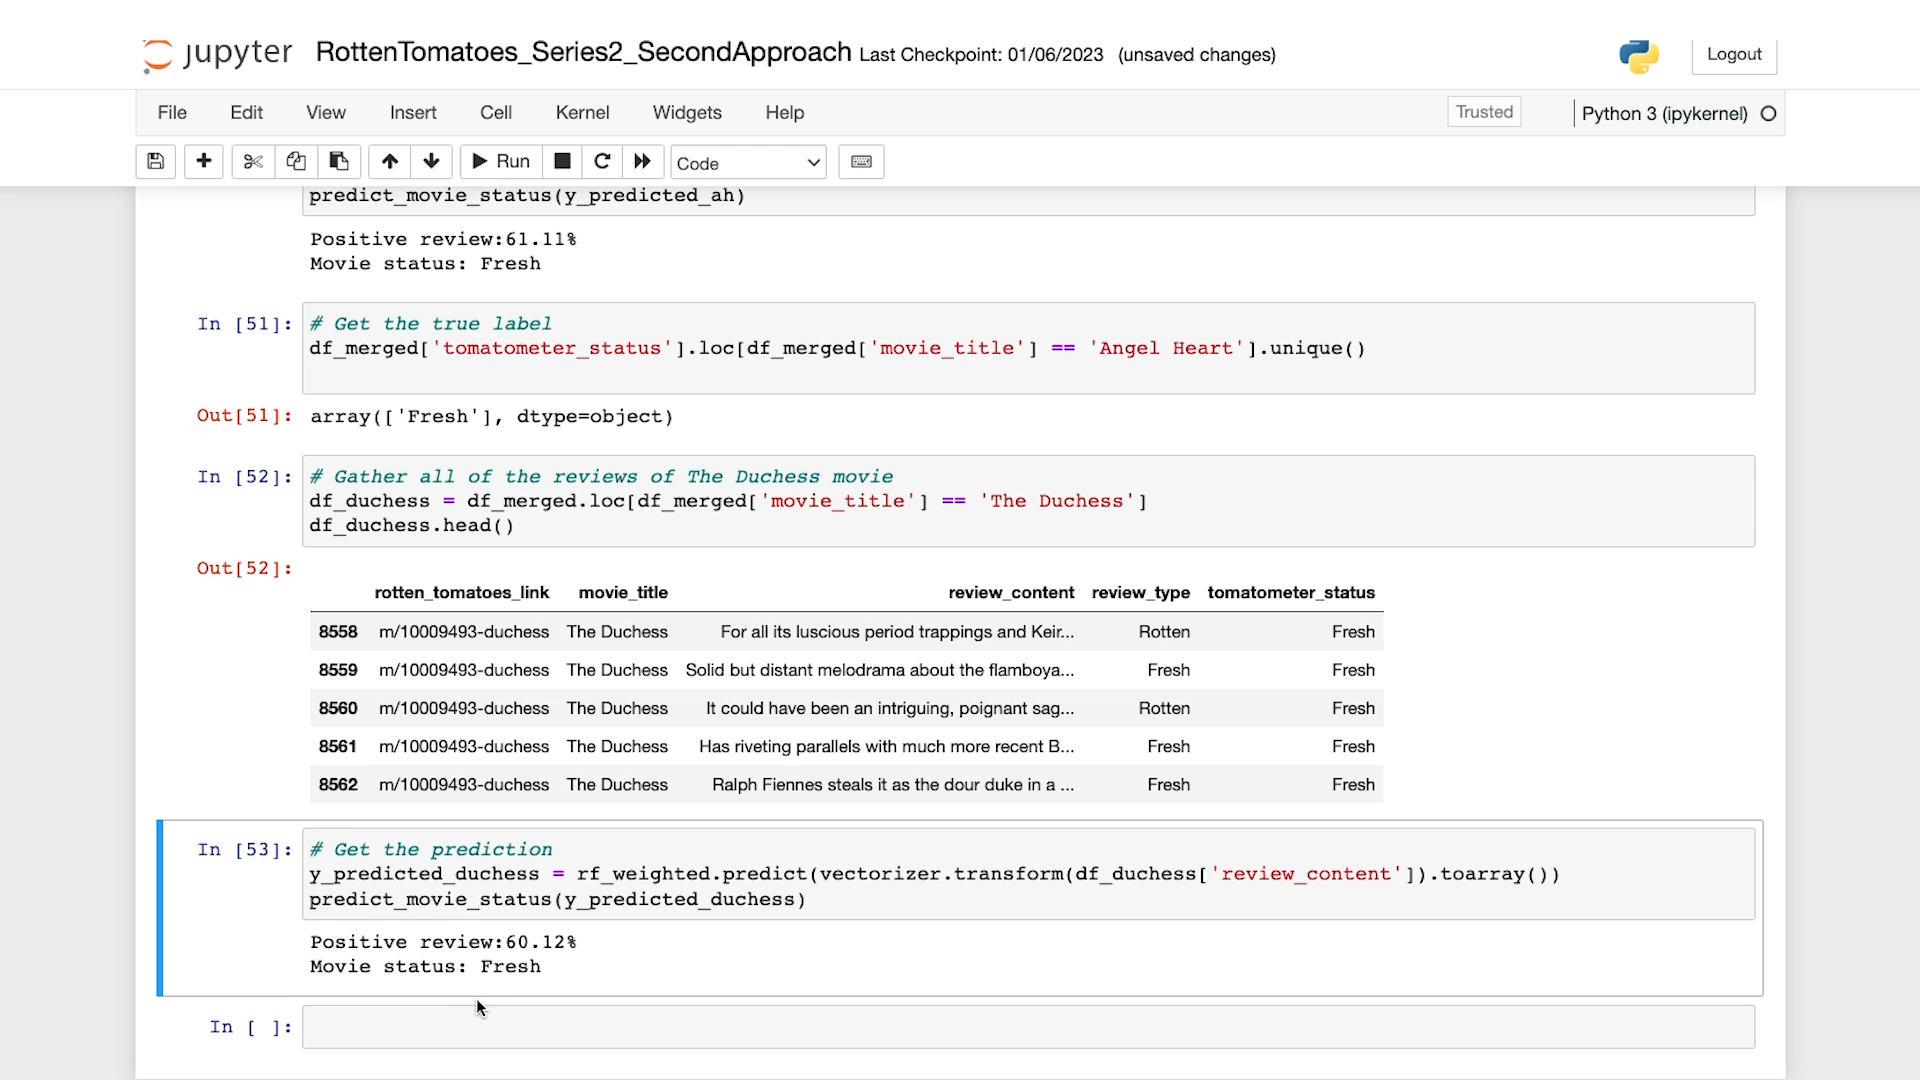 jupyter RottenTomatoes_Series2_SecondApproach Last Checkpoint: 01/06/2023 (unsaved changes) Logout
File Edit View Insert Cell Kernel Widgets Help Trusted Python 3 (ipykernel)
Run Code
predict_movie_status(y_predicted_ah)
Positive review:61.11%
Movie status: Fresh
In [51]: # Get the true label
df_merged['tomatometer_status'].loc[df_merged['movie_title'] == 'Angel Heart'].unique()
Out[51]: array(['Fresh'], dtype=object)
In [52]: # Gather all of the reviews of The Duchess movie
df_duchess = df_merged.loc[df_merged['movie_title'] == 'The Duchess']
df_duchess.head()
Out[52]:
rotten_tomatoes_link movie_title review_content review_type tomatometer_status
8558 m/10009493-duchess The Duchess For all its luscious period trappings and Keir... Rotten Fresh
8559 m/10009493-duchess The Duchess Solid but distant melodrama about the flamboya... Fresh Fresh
8560 m/10009493-duchess The Duchess It could have been an intriguing, poignant sag... Rotten Fresh
8561 m/10009493-duchess The Duchess Has riveting parallels with much more recent B... Fresh Fresh
8562 m/10009493-duchess The Duchess Ralph Fiennes steals it as the dour duke in a ... Fresh Fresh
In [53]: # Get the prediction
y_predicted_duchess = rf_weighted.predict(vectorizer.transform(df_duchess['review_content']).toarray())
predict_movie_status(y_predicted_duchess)
Positive review:60.12%
Movie status: Fresh
In [ ]: